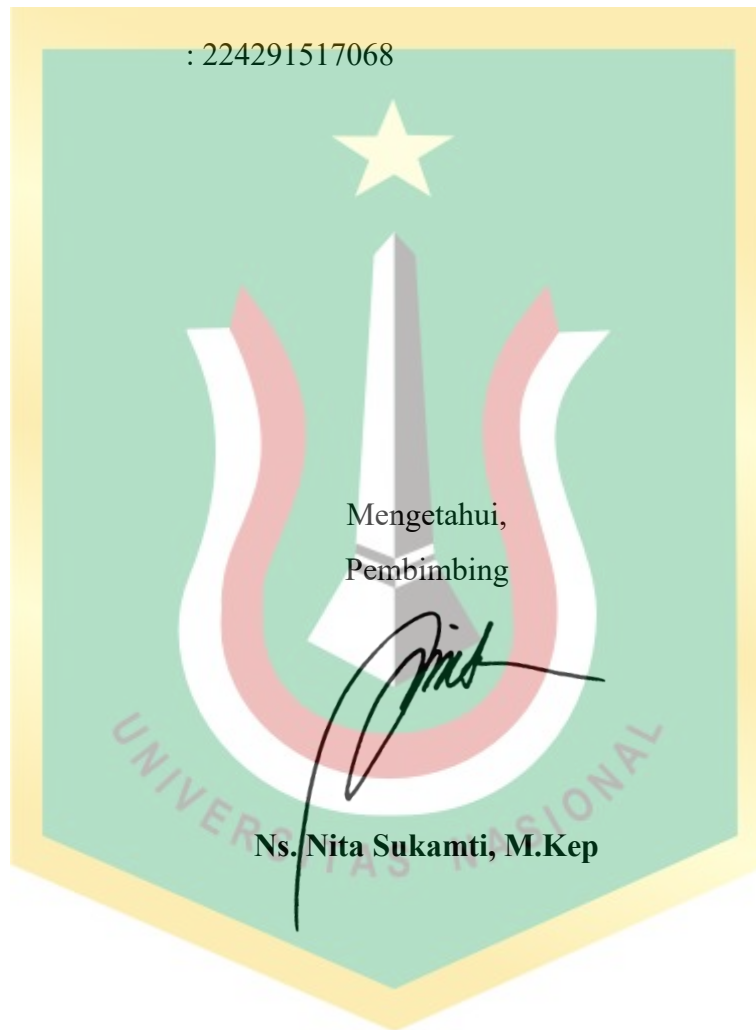 : 224291517068
Mengetahui,
Pembimbing
Ns. Nita Sukamti, M.Kep
UNIVERSITAS NASIONAL